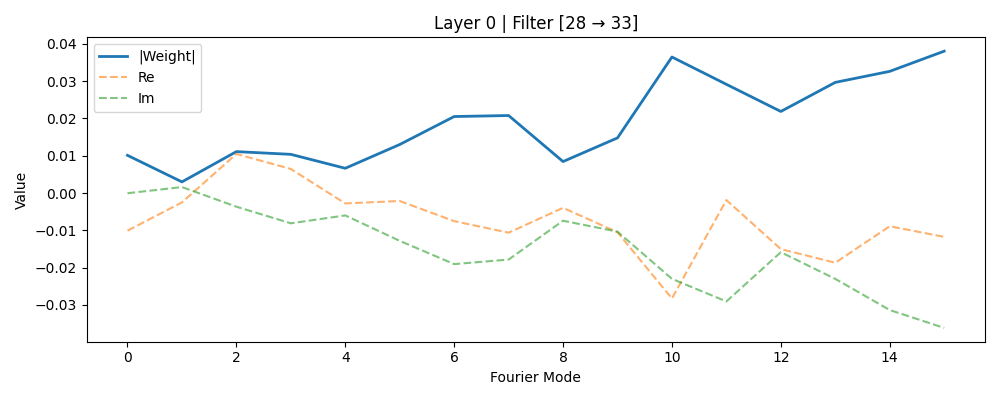 Layer 0 | Filter [28 → 33]
|Weight|
Re
Im
Value
0.04
0.03
0.02
0.01
0.00
−0.01
−0.02
−0.03
0 2 4 6 8 10 12 14
Fourier Mode